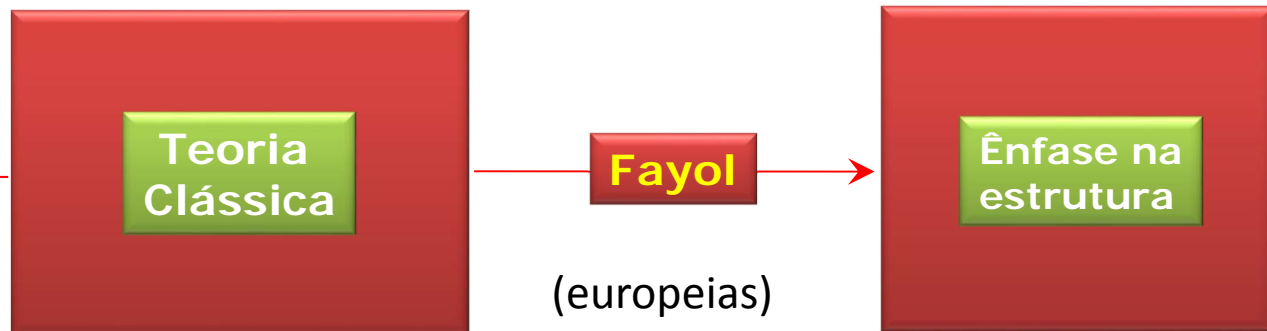 Teoria
Clássica
Fayol
(europeias)
Ênfase na
estrutura